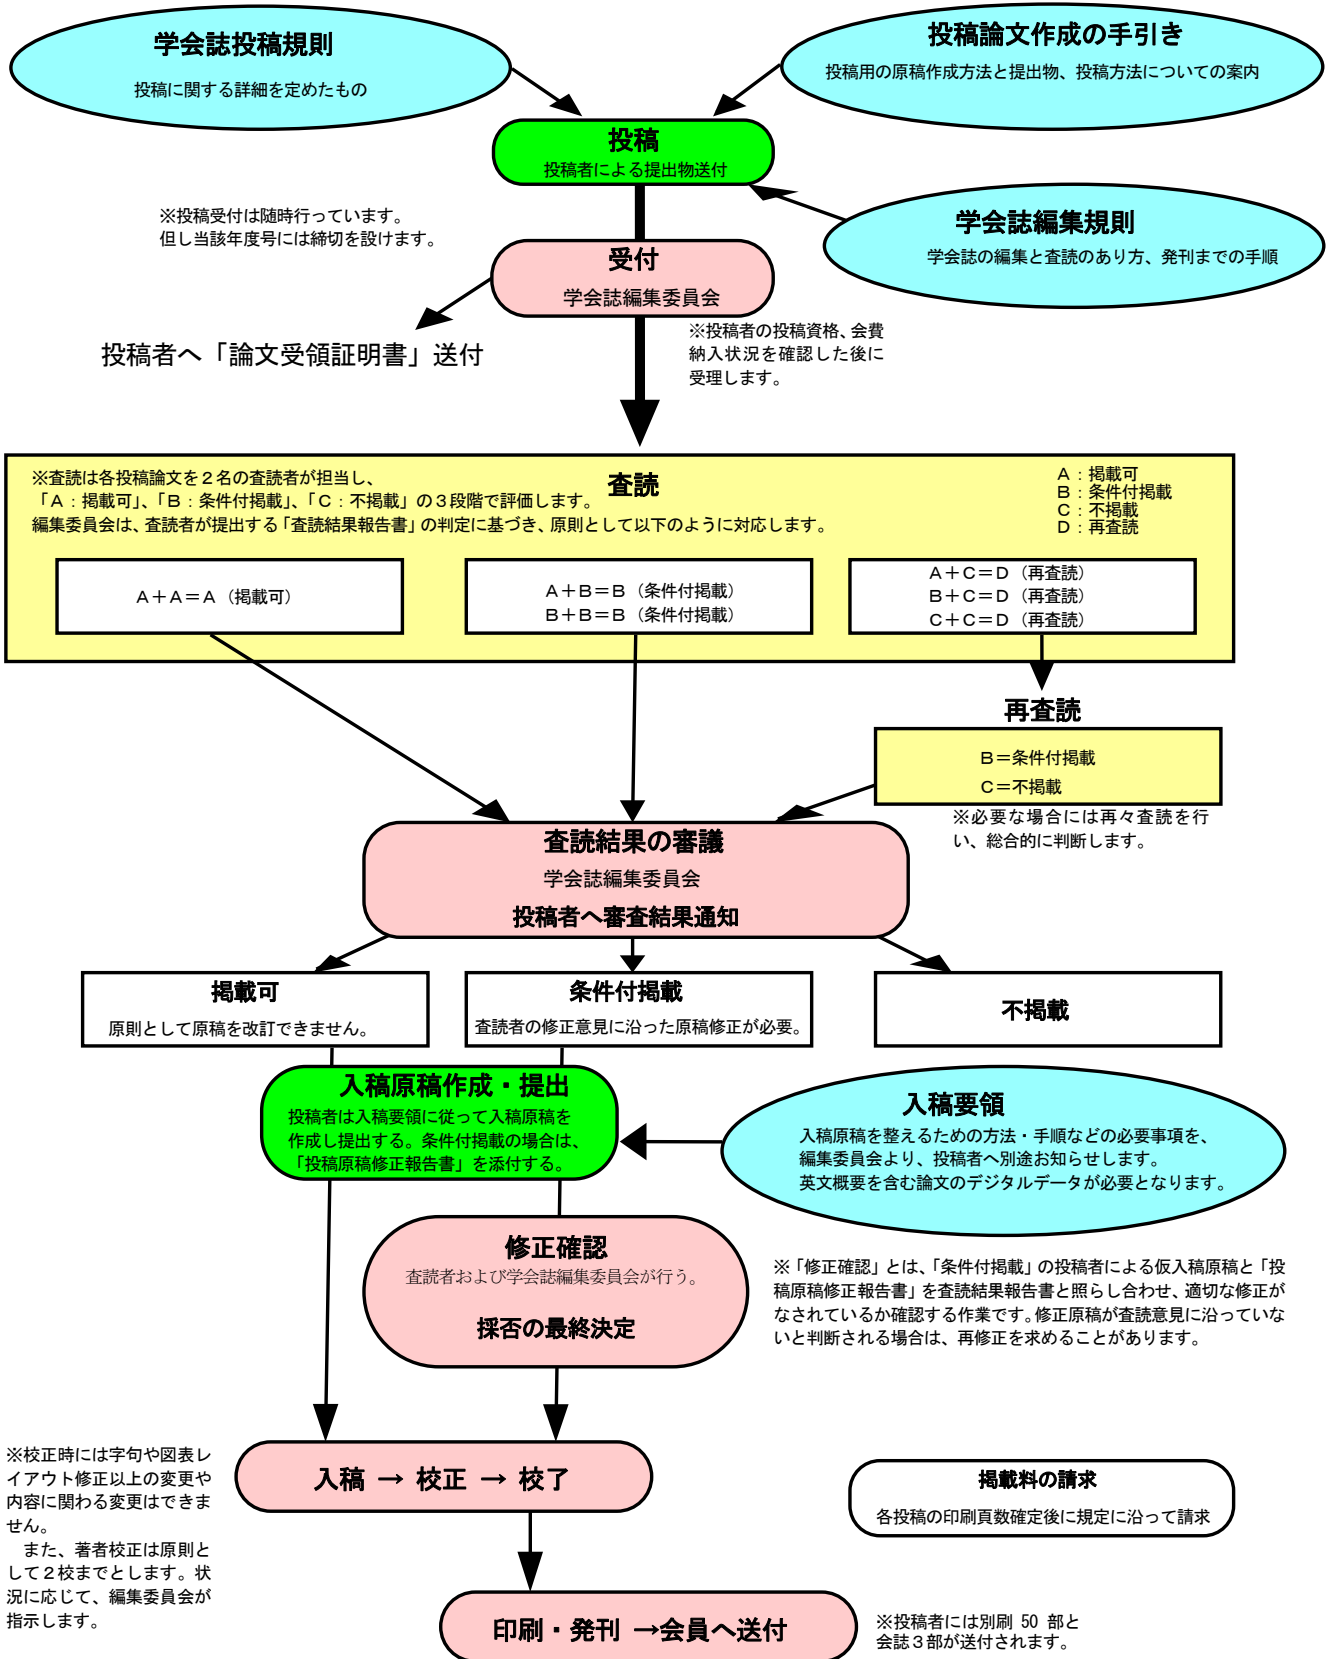 学会誌投稿規則
投稿に関する詳細を定めたもの
投稿論文作成の手引き
投稿用の原稿作成方法と提出物、投稿方法についての案内
投稿
投稿者による提出物送付
※投稿受付は随時行っています。
但し当該年度号には締切を設けます。
学会誌編集規則
学会誌の編集と査読のあり方、発刊までの手順
受付
学会誌編集委員会
投稿者へ「論文受領証明書」送付
※投稿者の投稿資格、会費
納入状況を確認した後に
受理します。
※査読は各投稿論文を２名の査読者が担当し、
「Ａ：掲載可」、「Ｂ：条件付掲載」、「Ｃ：不掲載」の３段階で評価します。
編集委員会は、査読者が提出する「査読結果報告書」の判定に基づき、原則として以下のように対応します。
査読
Ａ：掲載可
Ｂ：条件付掲載
Ｃ：不掲載
Ｄ：再査読
Ａ＋Ａ＝Ａ（掲載可）
Ａ＋Ｂ＝Ｂ（条件付掲載）
Ｂ＋Ｂ＝Ｂ（条件付掲載）
Ａ＋Ｃ＝Ｄ（再査読）
Ｂ＋Ｃ＝Ｄ（再査読）
Ｃ＋Ｃ＝Ｄ（再査読）
再査読
Ｂ＝条件付掲載
Ｃ＝不掲載
※必要な場合には再々査読を行
い、総合的に判断します。
査読結果の審議
学会誌編集委員会
投稿者へ審査結果通知
掲載可
原則として原稿を改訂できません。
条件付掲載
査読者の修正意見に沿った原稿修正が必要。
不掲載
入稿原稿作成・提出
投稿者は入稿要領に従って入稿原稿を
作成し提出する。条件付掲載の場合は、
「投稿原稿修正報告書」を添付する。
入稿要領
入稿原稿を整えるための方法・手順などの必要事項を、
編集委員会より、投稿者へ別途お知らせします。
英文概要を含む論文のデジタルデータが必要となります。
修正確認
査読者および学会誌編集委員会が行う。
採否の最終決定
※「修正確認」とは、「条件付掲載」の投稿者による仮入稿原稿と「投
稿原稿修正報告書」を査読結果報告書と照らし合わせ、適切な修正が
なされているか確認する作業です。修正原稿が査読意見に沿っていな
いと判断される場合は、再修正を求めることがあります。
※校正時には字句や図表レ
イアウト修正以上の変更や
内容に関わる変更はできま
せん。
　また、著者校正は原則と
して２校までとします。状
況に応じて、編集委員会が
指示します。
入稿 → 校正 → 校了
掲載料の請求
各投稿の印刷頁数確定後に規定に沿って請求
印刷・発刊 →会員へ送付
※投稿者には別刷 50 部と
会誌３部が送付されます。